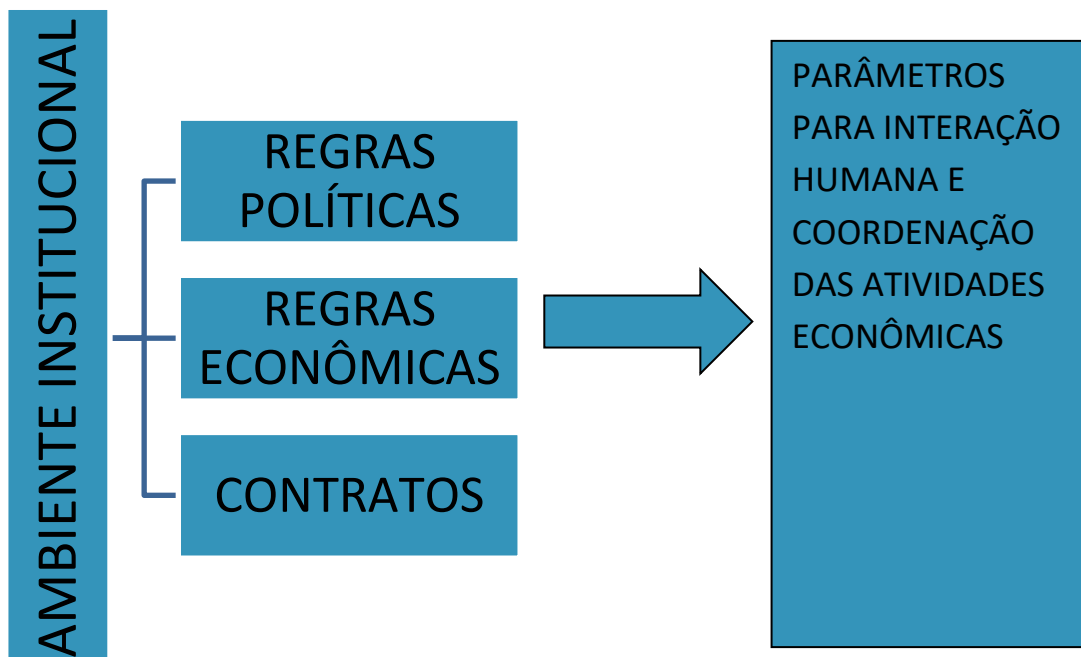 AMBIENTE INSTITUCIONAL
REGRAS
POLÍTICAS
REGRAS
ECONÔMICAS
CONTRATOS
PARÂMETROS
PARA INTERAÇÃO
HUMANA E
COORDENAÇÃO
DAS ATIVIDADES
ECONÔMICAS